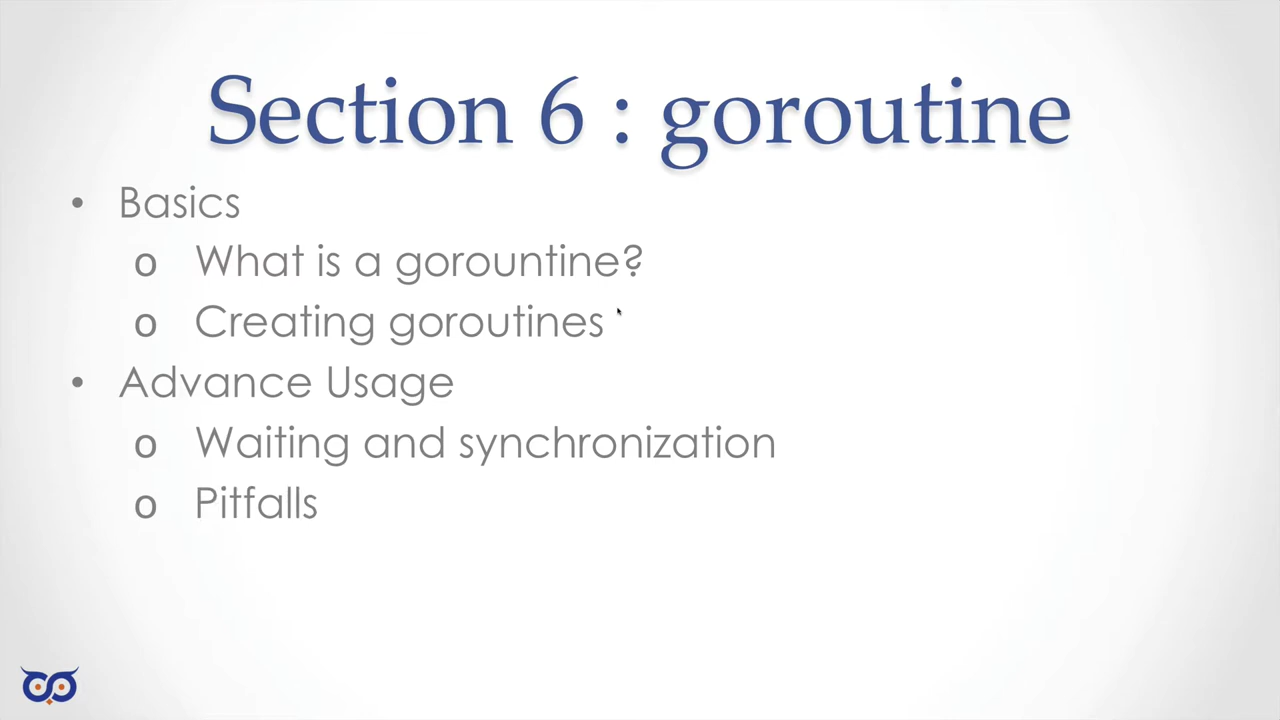 Section 6 : goroutine
• Basics
o What is a gorountine?
o Creating goroutines
• Advance Usage
o Waiting and synchronization
o Pitfalls